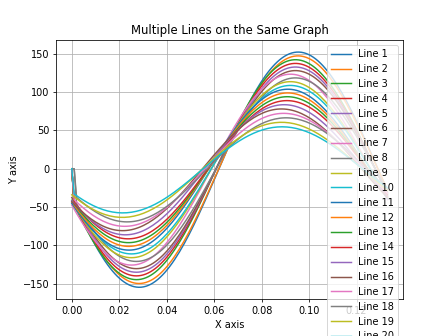 Multiple Lines on the Same Graph
Y axis
150
100
50
0
−50
−100
−150
0.00
0.02
0.04
0.06
0.08
0.10
X axis
Line 1
Line 2
Line 3
Line 4
Line 5
Line 6
Line 7
Line 8
Line 9
Line 10
Line 11
Line 12
Line 13
Line 14
Line 15
Line 16
Line 17
Line 18
Line 19
Line 20